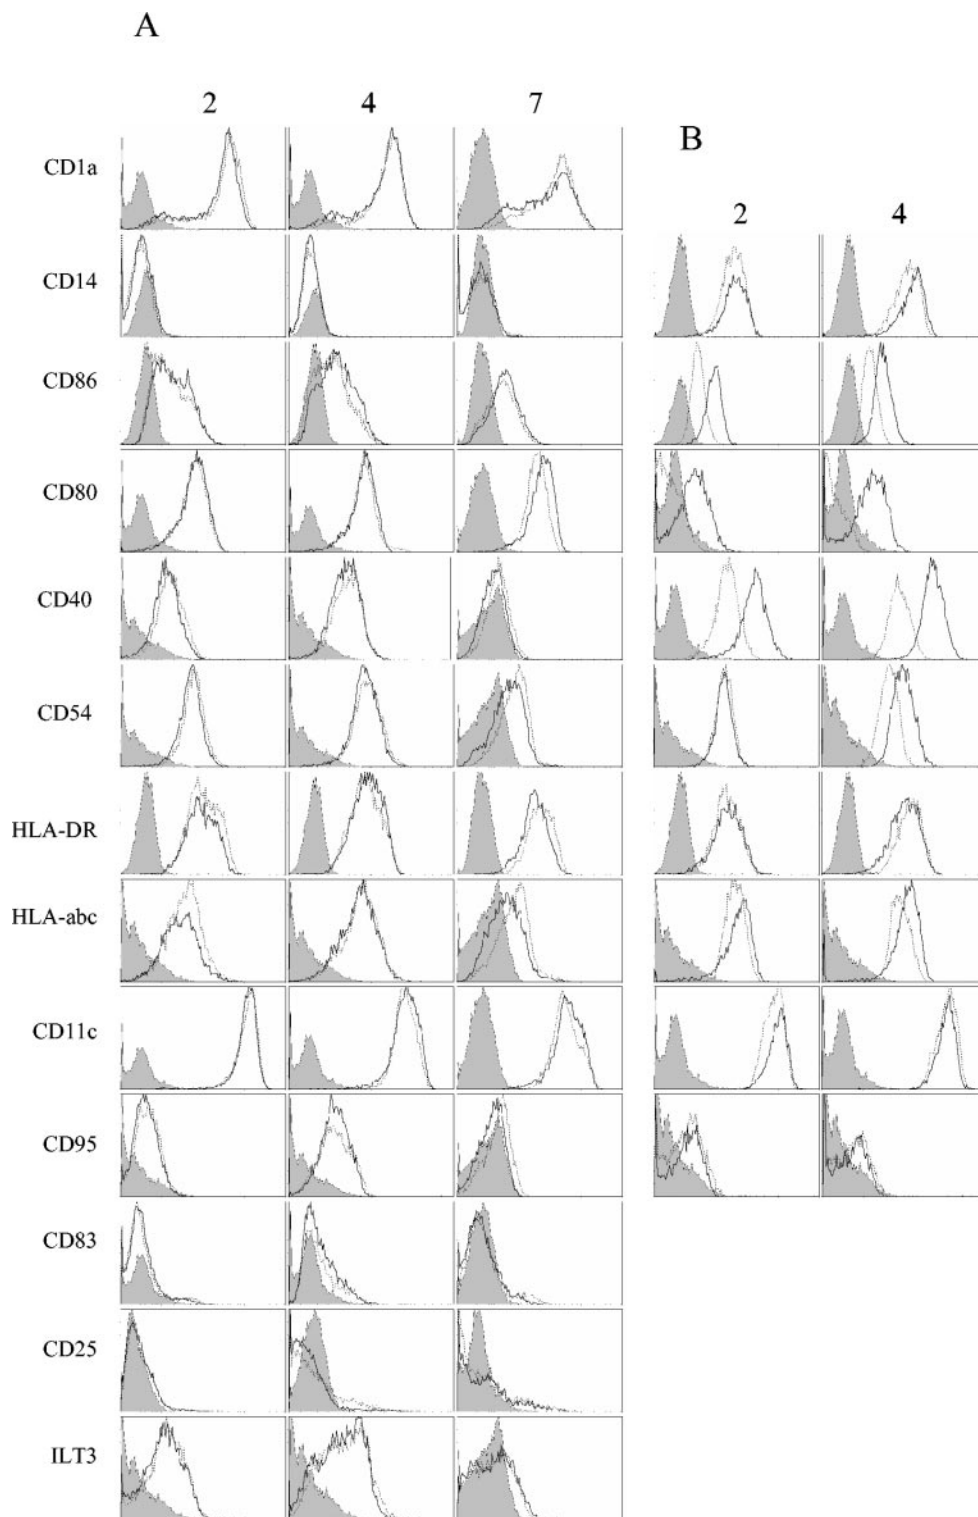 A
2 4 7
B
CD1a
2 4
CD14
CD86
CD80
CD40
CD54
HLA-DR
HLA-abc
CD11c
CD95
CD83
CD25
ILT3